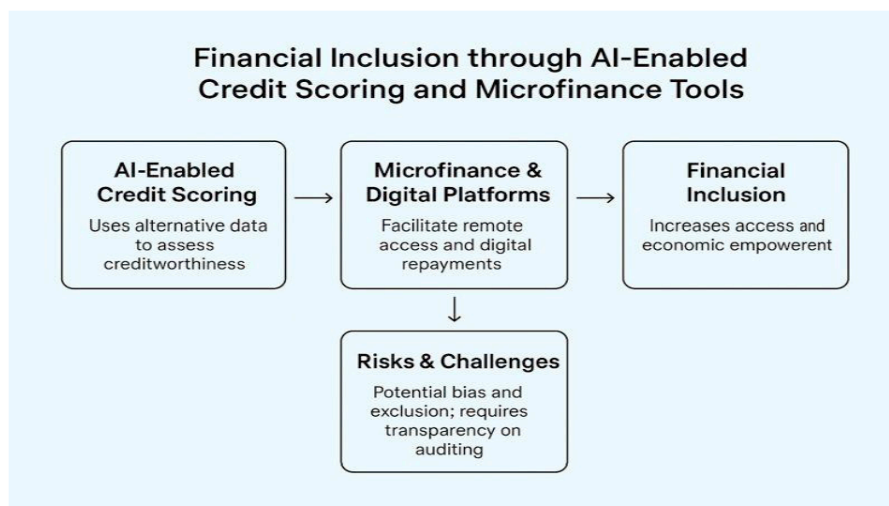 Financial Inclusion through AI-Enabled
Credit Scoring and Microfinance Tools
AI-Enabled
Credit Scoring
Uses alternative data
to assess
creditworthiness
Microfinance &
Digital Platforms
Facilitate remote
access and digital
repayments
Financial
Inclusion
Increases access and
economic empowerent
Risks & Challenges
Potential bias and
exclusion; requires
transparency on
auditing